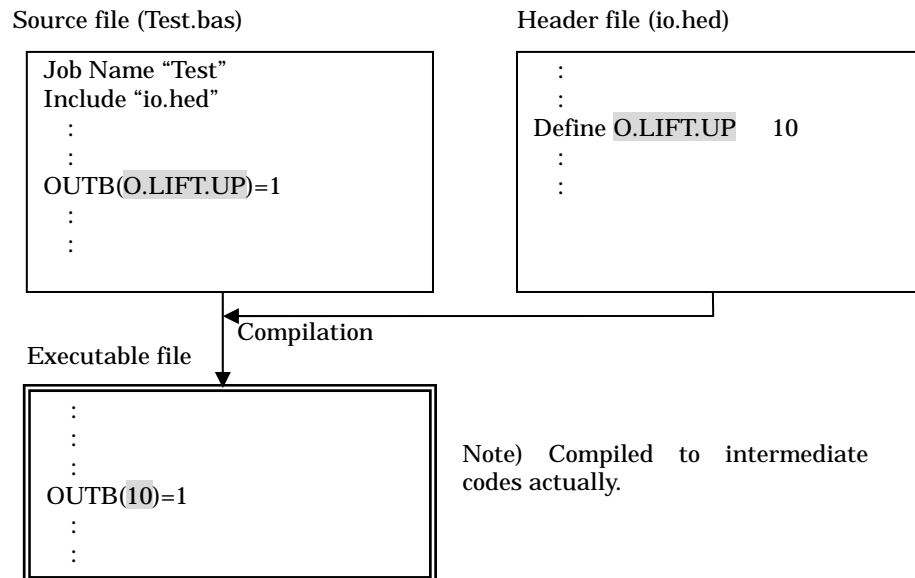 Source file (Test.bas)
Job Name “Test”
Include “io.hed”
:
:
OUTB(O.LIFT.UP)=1
:
:
Header file (io.hed)
:
:
Define O.LIFT.UP 10
:
:
Compilation
Executable file
:
:
:
OUTB(10)=1
:
:
Note) Compiled to intermediate
codes actually.